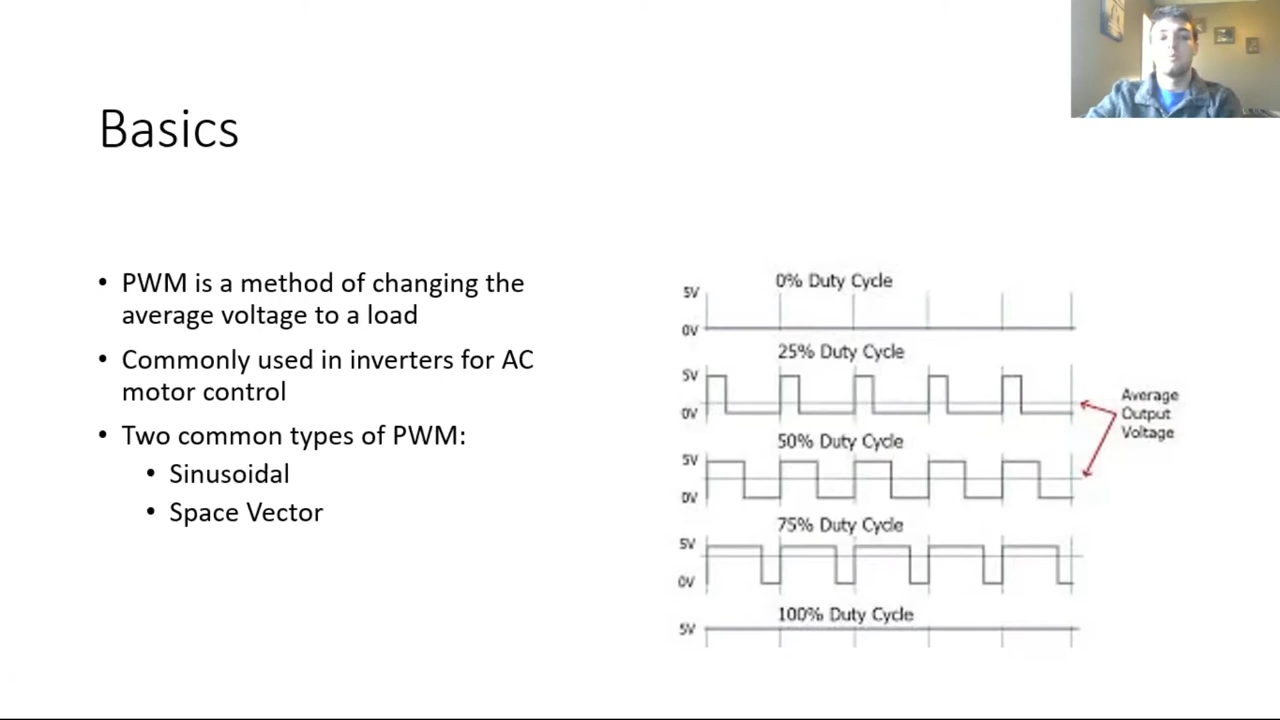 Basics
• PWM is a method of changing the
average voltage to a load
• Commonly used in inverters for AC
motor control
• Two common types of PWM:
• Sinusoidal
• Space Vector
0% Duty Cycle
5V
0V
25% Duty Cycle
5V
0V
Average
Output
Voltage
50% Duty Cycle
5V
0V
75% Duty Cycle
5V
0V
100% Duty Cycle
5V